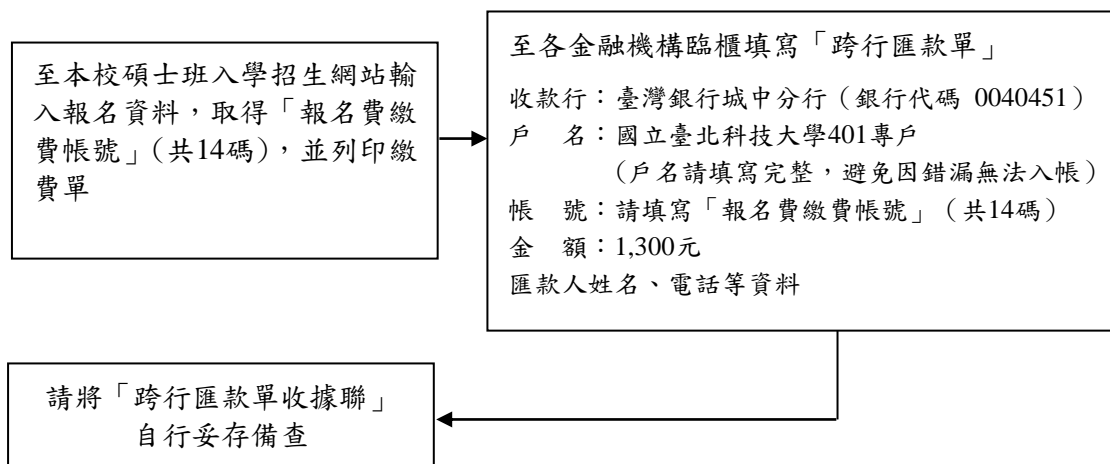 至本校碩士班入學招生網站輸
入報名資料，取得「報名費繳
費帳號」(共14碼)，並列印繳
費單
至各金融機構臨櫃填寫「跨行匯款單」
收款行：臺灣銀行城中分行（銀行代碼 0040451）
戶　名：國立臺北科技大學401專戶
（戶名請填寫完整，避免因錯漏無法入帳）
帳　號：請填寫「報名費繳費帳號」（共14碼）
金　額：1,300元
匯款人姓名、電話等資料
請將「跨行匯款單收據聯」
自行妥存備查